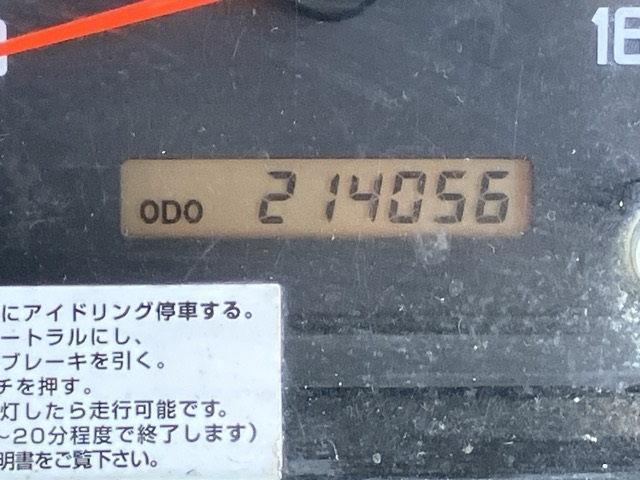 ODO 214056
にアイドリング停車する。
ートラルにし、
ブレーキを引く。
チを押す。
灯したら走行可能です。
~20分程度で終了します)
明書をご覧下さい。